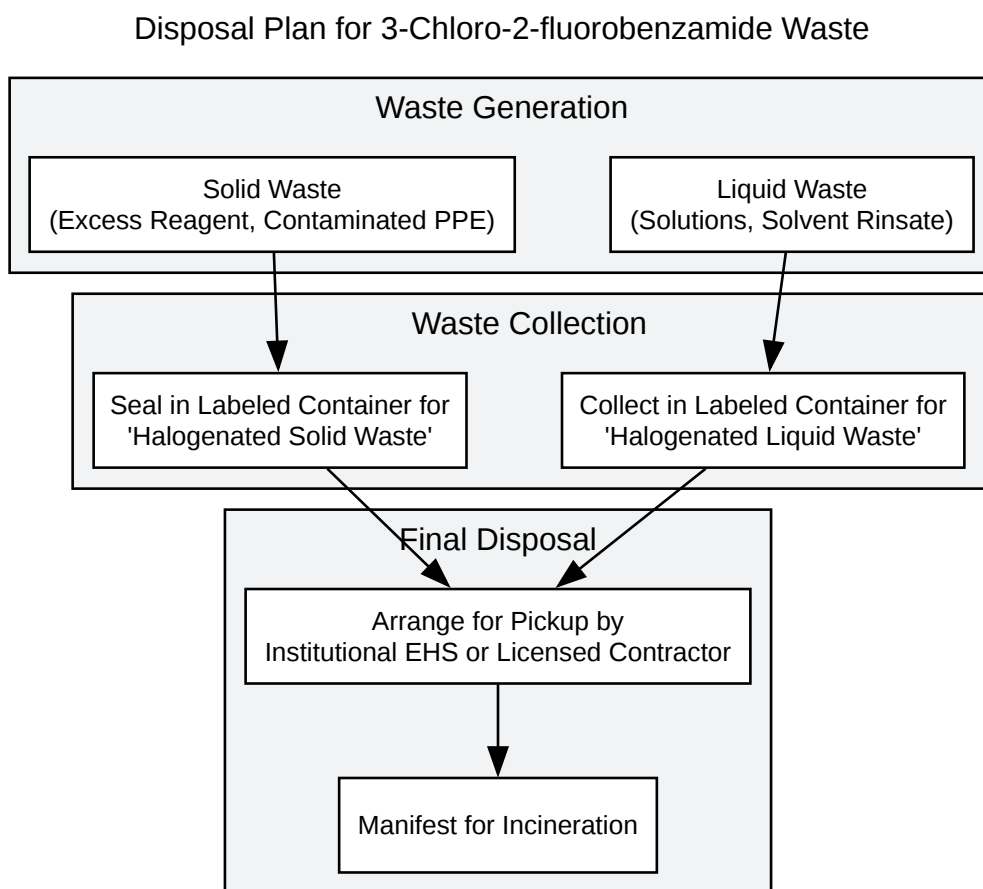 Disposal Plan for 3-Chloro-2-fluorobenzamide Waste
Waste Generation
Solid Waste
(Excess Reagent, Contaminated PPE)
Liquid Waste
(Solutions, Solvent Rinsate)
Waste Collection
Seal in Labeled Container for
'Halogenated Solid Waste'
Collect in Labeled Container for
'Halogenated Liquid Waste'
Final Disposal
Arrange for Pickup by
Institutional EHS or Licensed Contractor
Manifest for Incineration